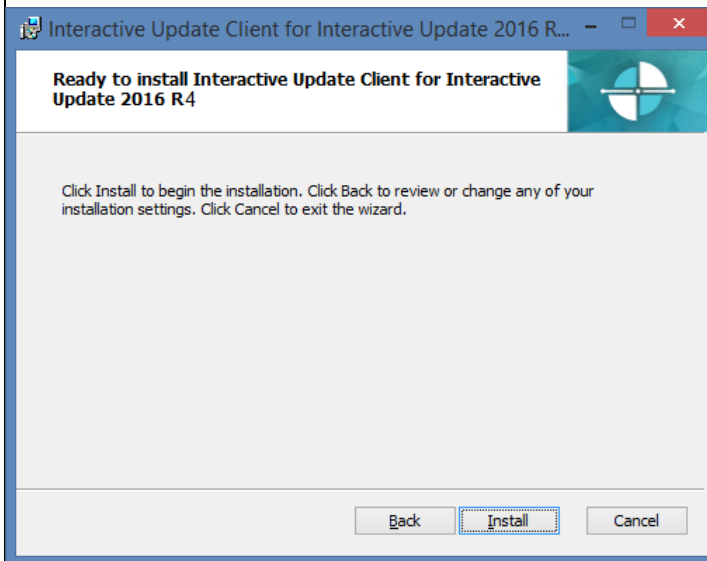 Interactive Update Client for Interactive Update 2016 R...
Ready to install Interactive Update Client for Interactive
Update 2016 R4
Click Install to begin the installation. Click Back to review or change any of your
installation settings. Click Cancel to exit the wizard.
Back Install Cancel